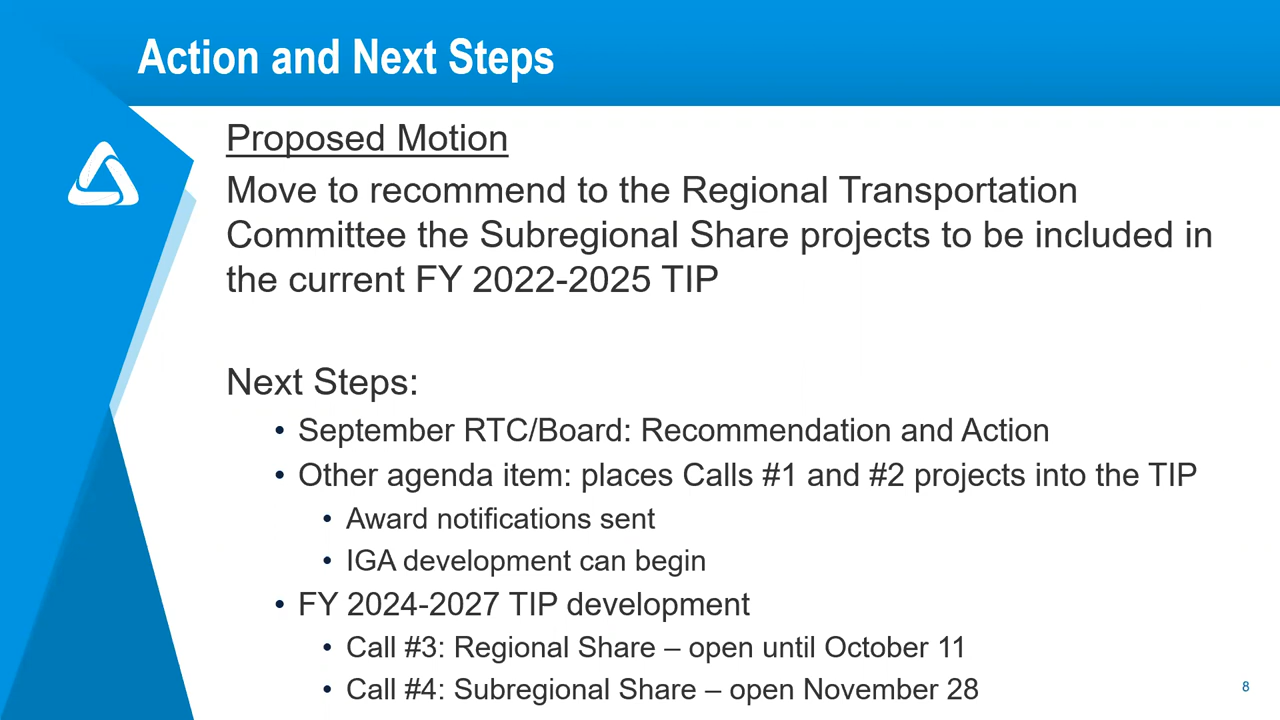 Action and Next Steps
Proposed Motion
Move to recommend to the Regional Transportation
Committee the Subregional Share projects to be included in
the current FY 2022-2025 TIP
Next Steps:
• September RTC/Board: Recommendation and Action
• Other agenda item: places Calls #1 and #2 projects into the TIP
• Award notifications sent
• IGA development can begin
• FY 2024-2027 TIP development
• Call #3: Regional Share – open until October 11
• Call #4: Subregional Share – open November 28
8